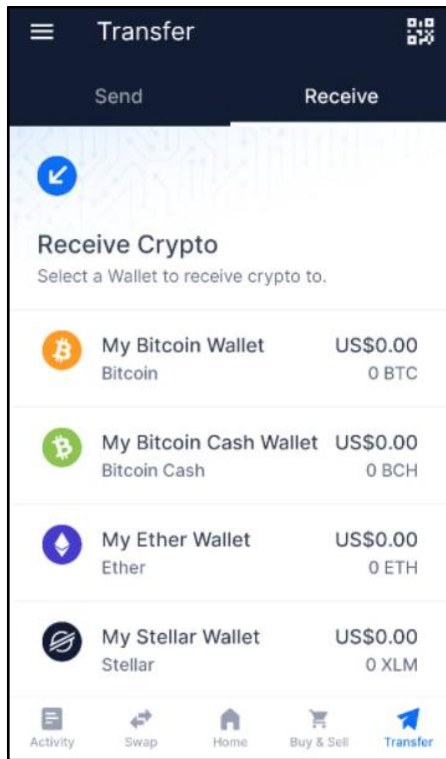 Transfer
Send Receive
Receive Crypto
Select a Wallet to receive crypto to.
My Bitcoin Wallet US$0.00
Bitcoin 0 BTC
My Bitcoin Cash Wallet US$0.00
Bitcoin Cash 0 BCH
My Ether Wallet US$0.00
Ether 0 ETH
My Stellar Wallet US$0.00
Stellar 0 XLM
Activity Swap Home Buy & Sell Transfer